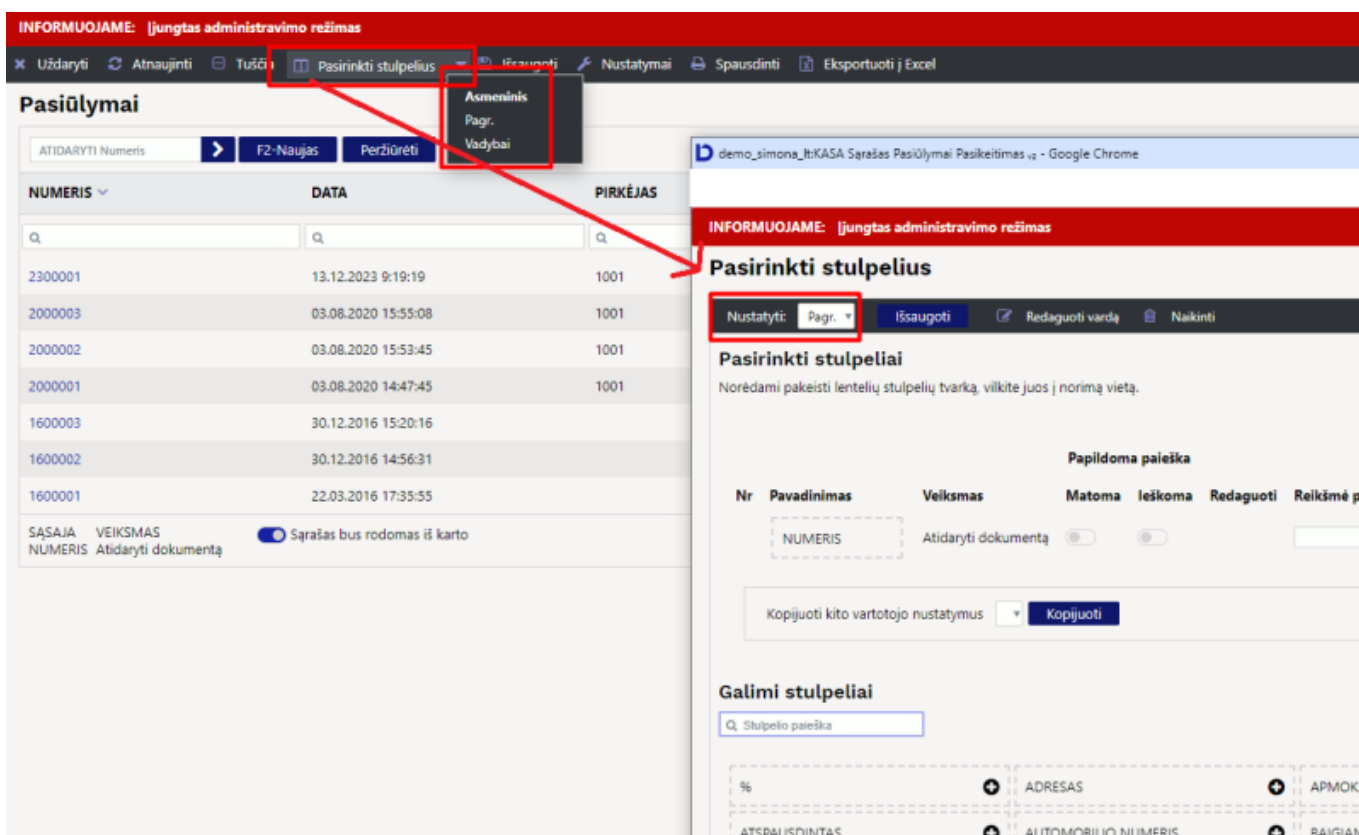 INFORMUOJAME: Įjungtas administravimo režimas
Uždaryti Atnaujinti Tuščia Pasirinkti stulpelius Išsaugoti Nustatymai Spausdinti Eksportuoti į Excel
Asmeninis
Pagr.
Vadybai
Pasiūlymai
ATIDARYTI Numeris F2-Naujas Peržiūrėti
NUMERIS DATA PIRKĖJAS
2300001 13.12.2023 9:19:19 1001
2000003 03.08.2020 15:55:08 1001
2000002 03.08.2020 15:53:45 1001
2000001 03.08.2020 14:47:45 1001
1600003 30.12.2016 15:20:16
1600002 30.12.2016 14:56:31
1600001 22.03.2016 17:35:55
SĄSAJA VEIKSMAS
NUMERIS Atidaryti dokumentą
Sąrašas bus rodomas iš karto
demo_simona_lt:KASA Sąrašas Pasiūlymai Pasikeitimas v2 - Google Chrome
INFORMUOJAME: Įjungtas administravimo režimas
Pasirinkti stulpelius
Nustatyti: Pagr. Išsaugoti Redaguoti vardą Naikinti
Pasirinkti stulpeliai
Norėdami pakeisti lentelių stulpelių tvarką, vilkite juos į norimą vietą.
Papildoma paieška
Nr Pavadinimas Veiksmas Matoma Ieškoma Redaguoti Reikšmė p
NUMERIS Atidaryti dokumentą
Kopijuoti kito vartotojo nustatymus Kopijuoti
Galimi stulpeliai
Stulpelio paieška
% ADRESAS APMOK
ATSPAUSDINTAS AUTOMOBILIO NUMERIS